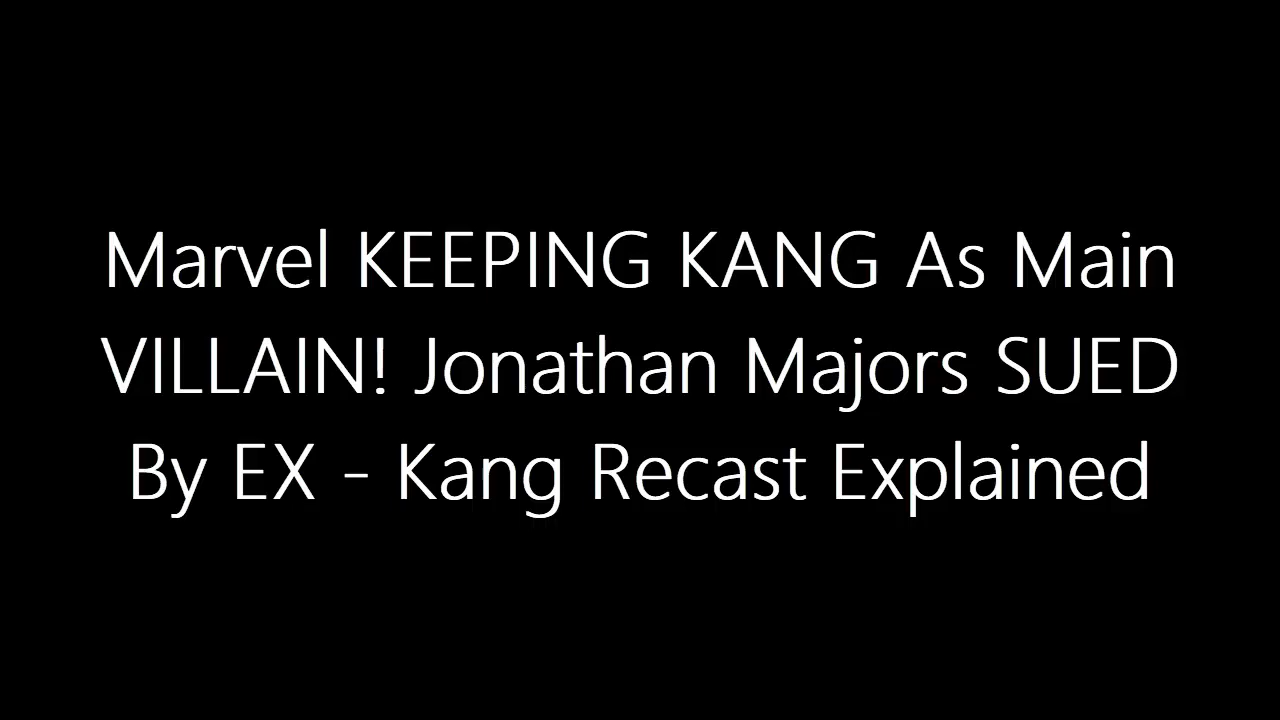 Marvel KEEPING KANG As Main
VILLAIN! Jonathan Majors SUED
By EX - Kang Recast Explained